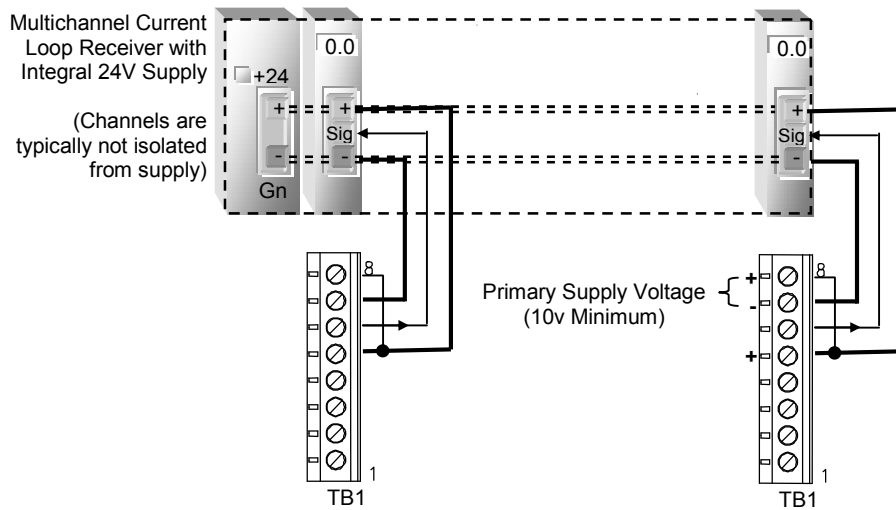 Multichannel Current
Loop Receiver with
Integral 24V Supply
(Channels are
typically not isolated
from supply)
+24
+
-
Gn
0.0
+
Sig
-
0.0
+
Sig
-
8
1
TB1
Primary Supply Voltage
(10v Minimum)
+
-
+
8
1
TB1